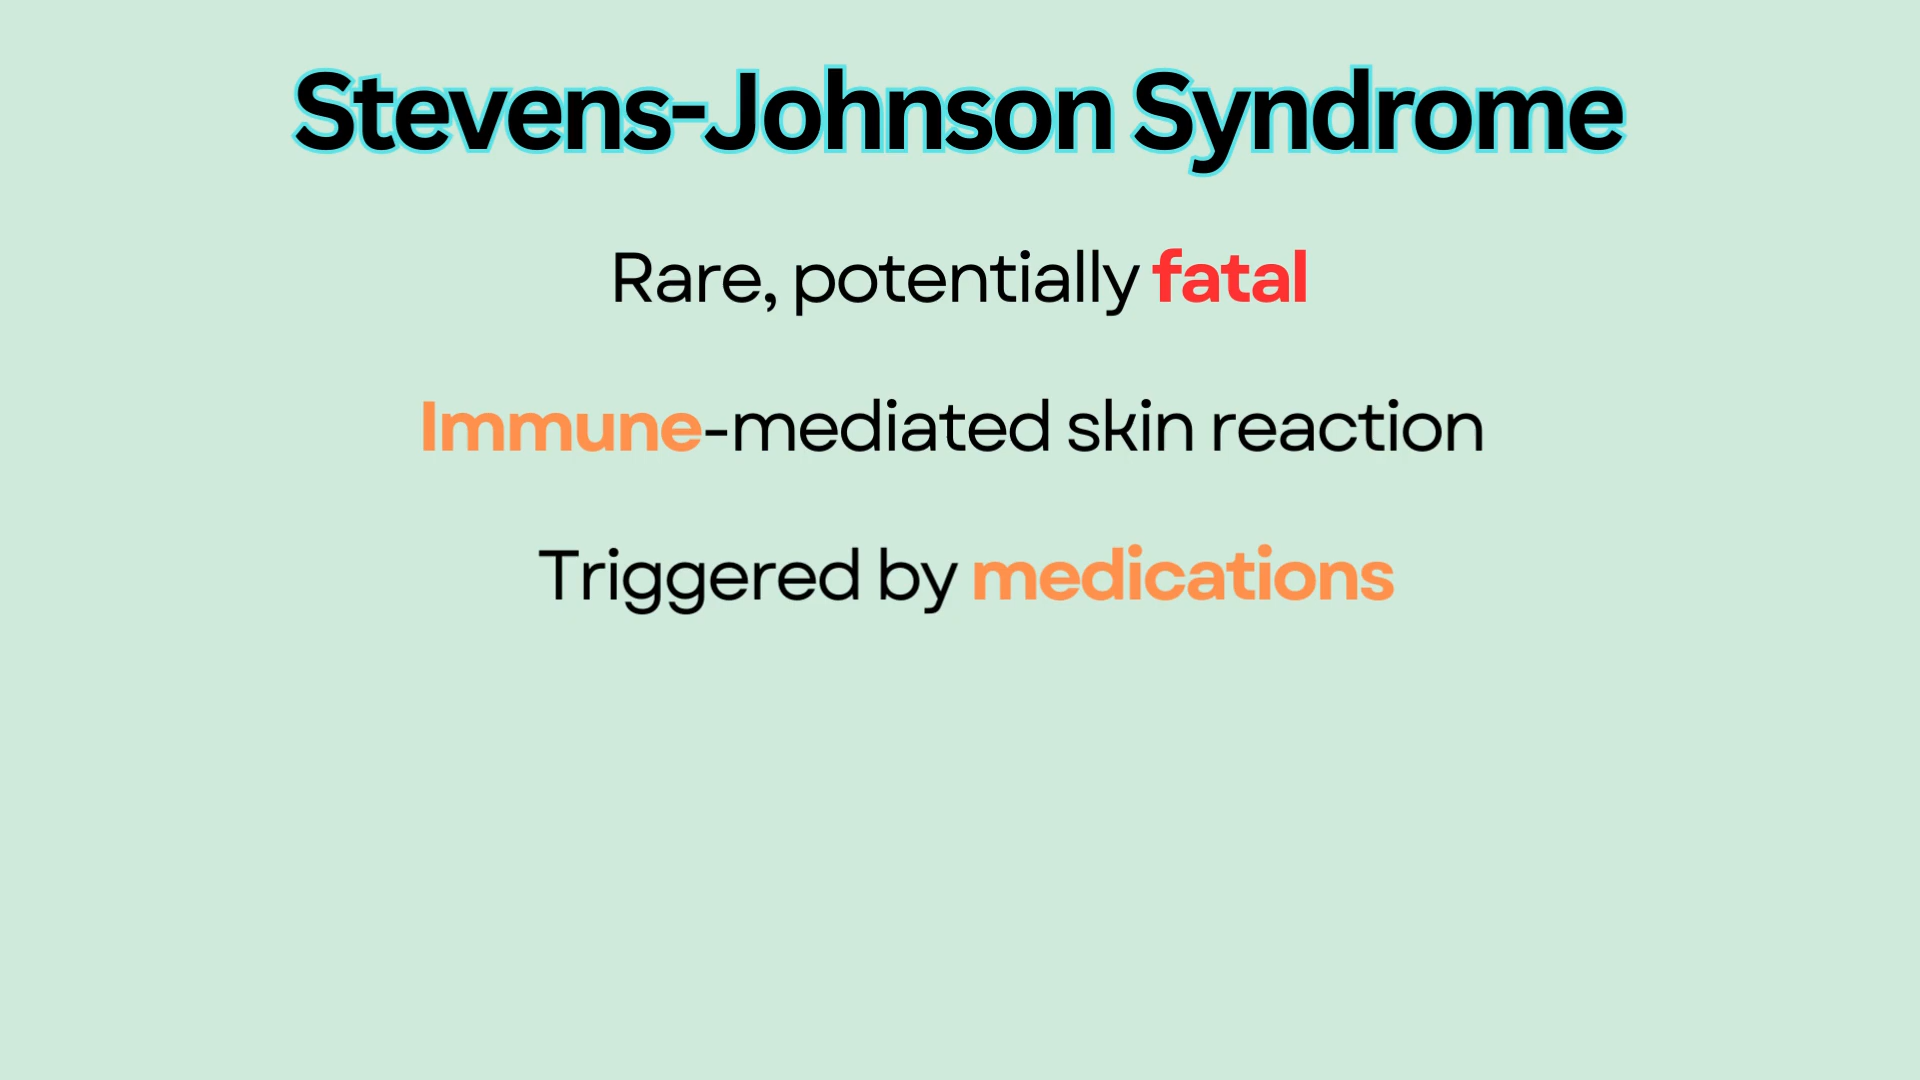 Stevens-Johnson Syndrome
Rare, potentially fatal
Immune-mediated skin reaction
Triggered by medications